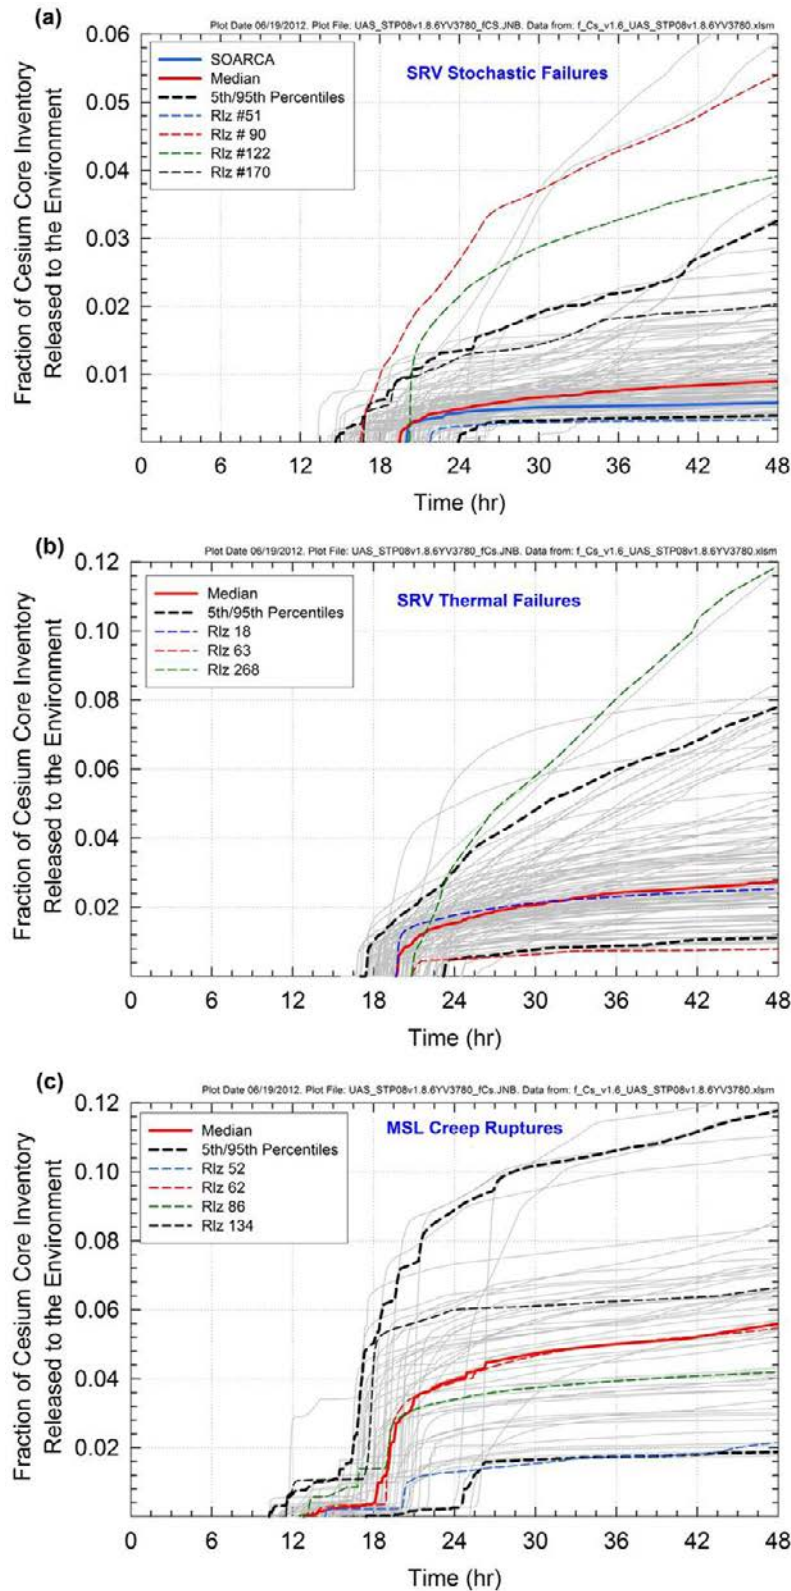 (a)
Plot Date 06/19/2012. Plot File: UAS_STP08v1.8.6YV3780_fCS.JNB. Data from: f_Cs_v1.6YV3780.xlsm
0.06
0.05
0.04
0.03
0.02
0.01
Fraction of Cesium Core Inventory
Released to the Environment
SOARCA
Median
5th/95th Percentiles
Rlz #51
Rlz # 90
Rlz #122
Rlz #170
SRV Stochastic Failures
0 6 12 18 24 30 36 42 48
Time (hr)
(b)
Plot Date 06/19/2012. Plot File: UAS_STP08v1.8.6YV3780_fCs.JNB. Data from: f_Cs_v1.6_UAS_STP08v1.8.6YV3780.xlsm
0.12
0.10
0.08
0.06
0.04
0.02
Fraction of Cesium Core Inventory
Released to the Environment
Median
5th/95th Percentiles
Rlz 18
Rlz 63
Rlz 268
SRV Thermal Failures
0 6 12 18 24 30 36 42 48
Time (hr)
(c)
Plot Date 06/19/2012. Plot File: UAS_STP08v1.8.6YV3780_fCs.JNB. Data from: f_Cs_v1.6_UAS_STP08v1.8.6YV3780.xlsm
0.12
0.10
0.08
0.06
0.04
0.02
Fraction of Cesium Core Inventory
Released to the Environment
Median
5th/95th Percentiles
Rlz 52
Rlz 62
Rlz 86
Rlz 134
MSL Creep Ruptures
0 6 12 18 24 30 36 42 48
Time (hr)